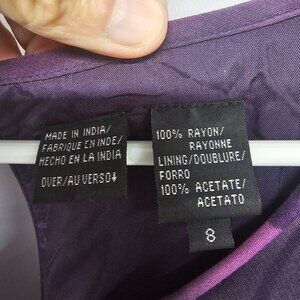 MADE IN INDIA/
FABRIQUE EN INDE/
HECHO EN LA INDIA
OVER/AU VERSO↓
100% RAYON/
RAYONNE
LINING/DOUBLURE/
FORRO
100% ACETATE/
ACETATO
8